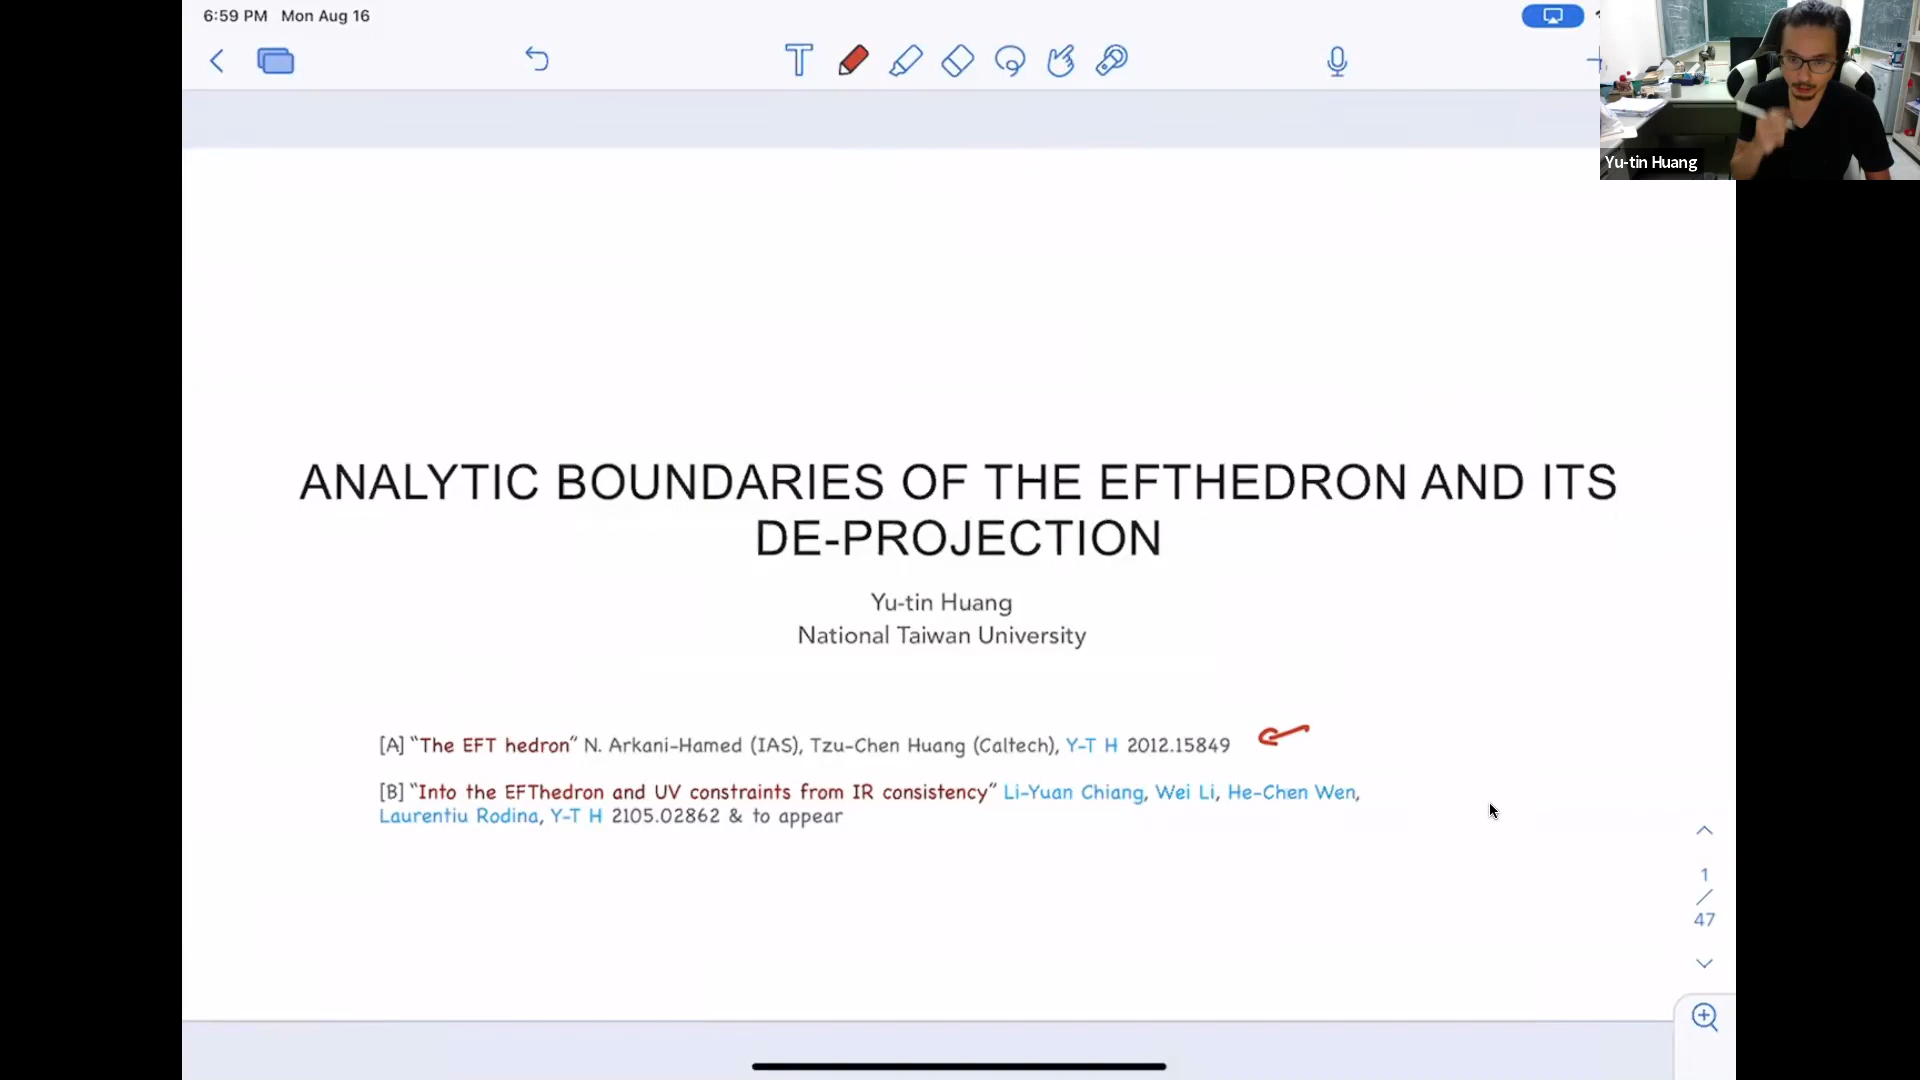 6:59 PM Mon Aug 16
Yu-tin Huang
ANALYTIC BOUNDARIES OF THE EFTHEDRON AND ITS
DE-PROJECTION
Yu-tin Huang
National Taiwan University
[A] “The EFT hedron” N. Arkani-Hamed (IAS), Tzu-Chen Huang (Caltech), Y-T H 2012.15849
[B] “Into the EFThedron and UV constraints from IR consistency” Li-Yuan Chiang, Wei Li, He-Chen Wen,
Laurentiu Rodina, Y-T H 2105.02862 & to appear
1
/
47